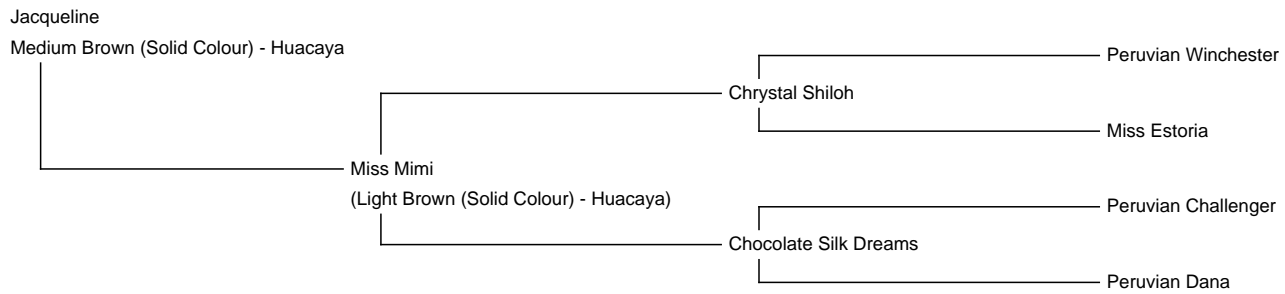 Jacqueline
Medium Brown (Solid Colour) - Huacaya
Peruvian Winchester
Chrystal Shiloh
Miss Estoria
Miss Mimi
(Light Brown (Solid Colour) - Huacaya)
Peruvian Challenger
Chocolate Silk Dreams
Peruvian Dana